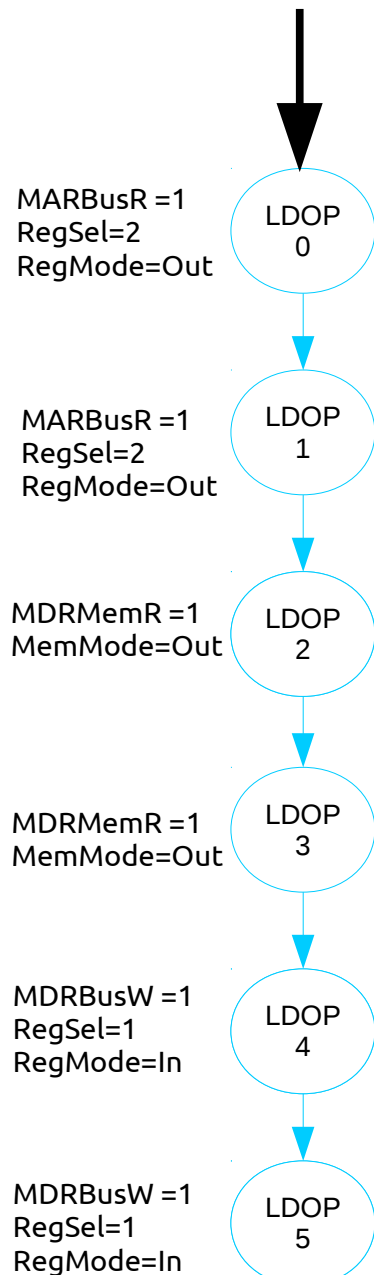 MARBusR =1
RegSel=2
RegMode=Out
LDOP
0
MARBusR =1
RegSel=2
RegMode=Out
LDOP
1
MDRMemR =1
MemMode=Out
LDOP
2
MDRMemR =1
MemMode=Out
LDOP
3
MDRBusW =1
RegSel=1
RegMode=In
LDOP
4
MDRBusW =1
RegSel=1
RegMode=In
LDOP
5